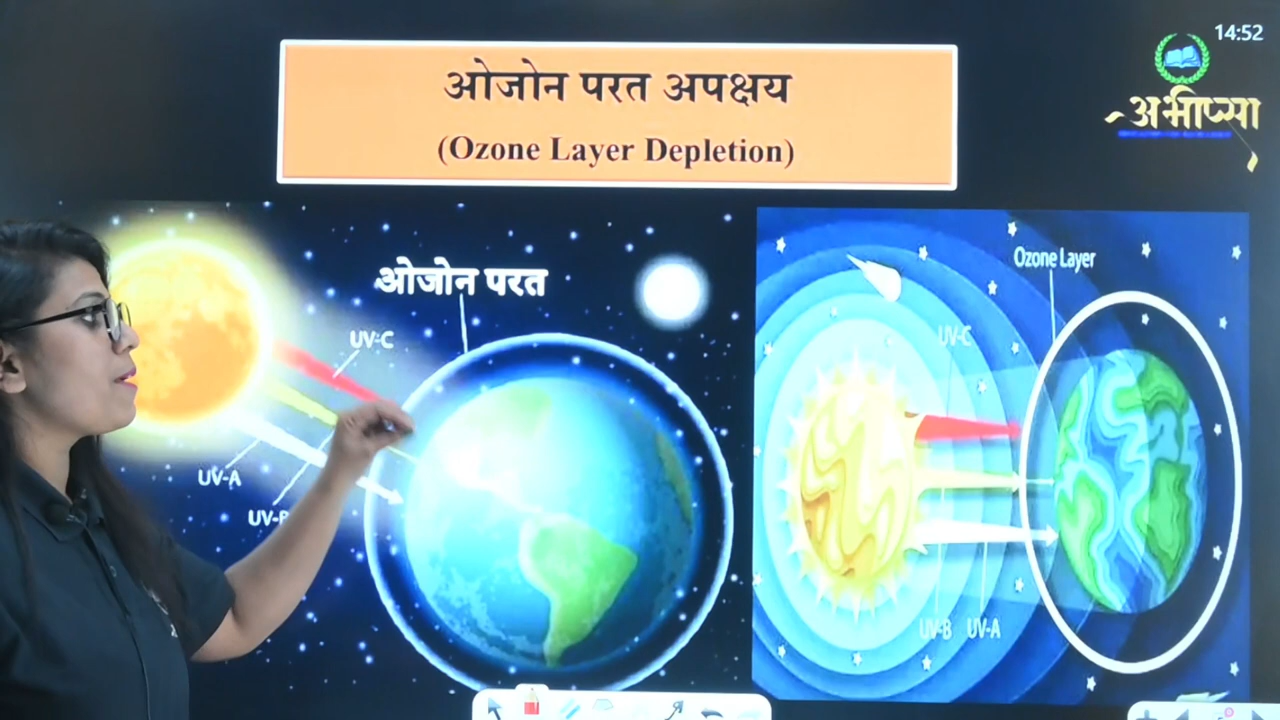 14:52
अभीप्सा
ओजोन परत अपक्षय
(Ozone Layer Depletion)
ओजोन परत
UV-C
UV-A
Ozone Layer
UV-C
UV-B
UV-A